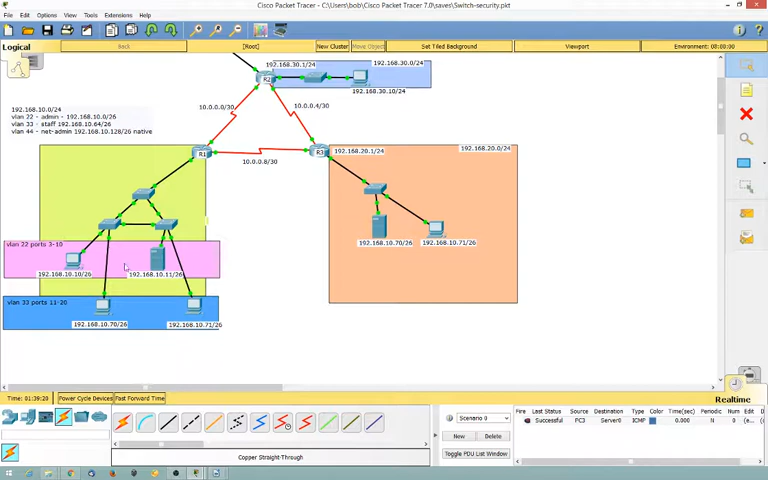 Cisco Packet Tracer - C:\Users\bob\Cisco Packet Tracer 7.0\saves\Switch-security.pkt
File Edit Options View Tools Extensions Help
Logical
Back
[Root]
New Cluster
Move Object
Set Tiled Background
Viewport
Environment: 08:00:00
192.168.30.1/24
192.168.30.0/24
R2
192.168.30.10/24
192.168.10.0/24
vlan 22 - admin - 192.168.10.0/26
vlan 33 - staff 192.168.10.64/26
vlan 44 - net-admin 192.168.10.128/26 native
10.0.0.0/30
10.0.0.4/30
R1
10.0.0.8/30
R3
192.168.20.1/24
192.168.20.0/24
vlan 22 ports 3-10
192.168.10.10/26
192.168.10.11/26
192.168.10.70/26
192.168.10.71/26
vlan 33 ports 11-20
192.168.10.70/26
192.168.10.71/26
Time: 01:39:20
Power Cycle Devices
Fast Forward Time
Realtime
Scenario 0
New
Delete
Toggle PDU List Window
Fire Last Status Source Destination Type Color Time(sec) Periodic Num Edit
Successful PC3 Server0 ICMP 0.000 N 0 (e...
Copper Straight-Through